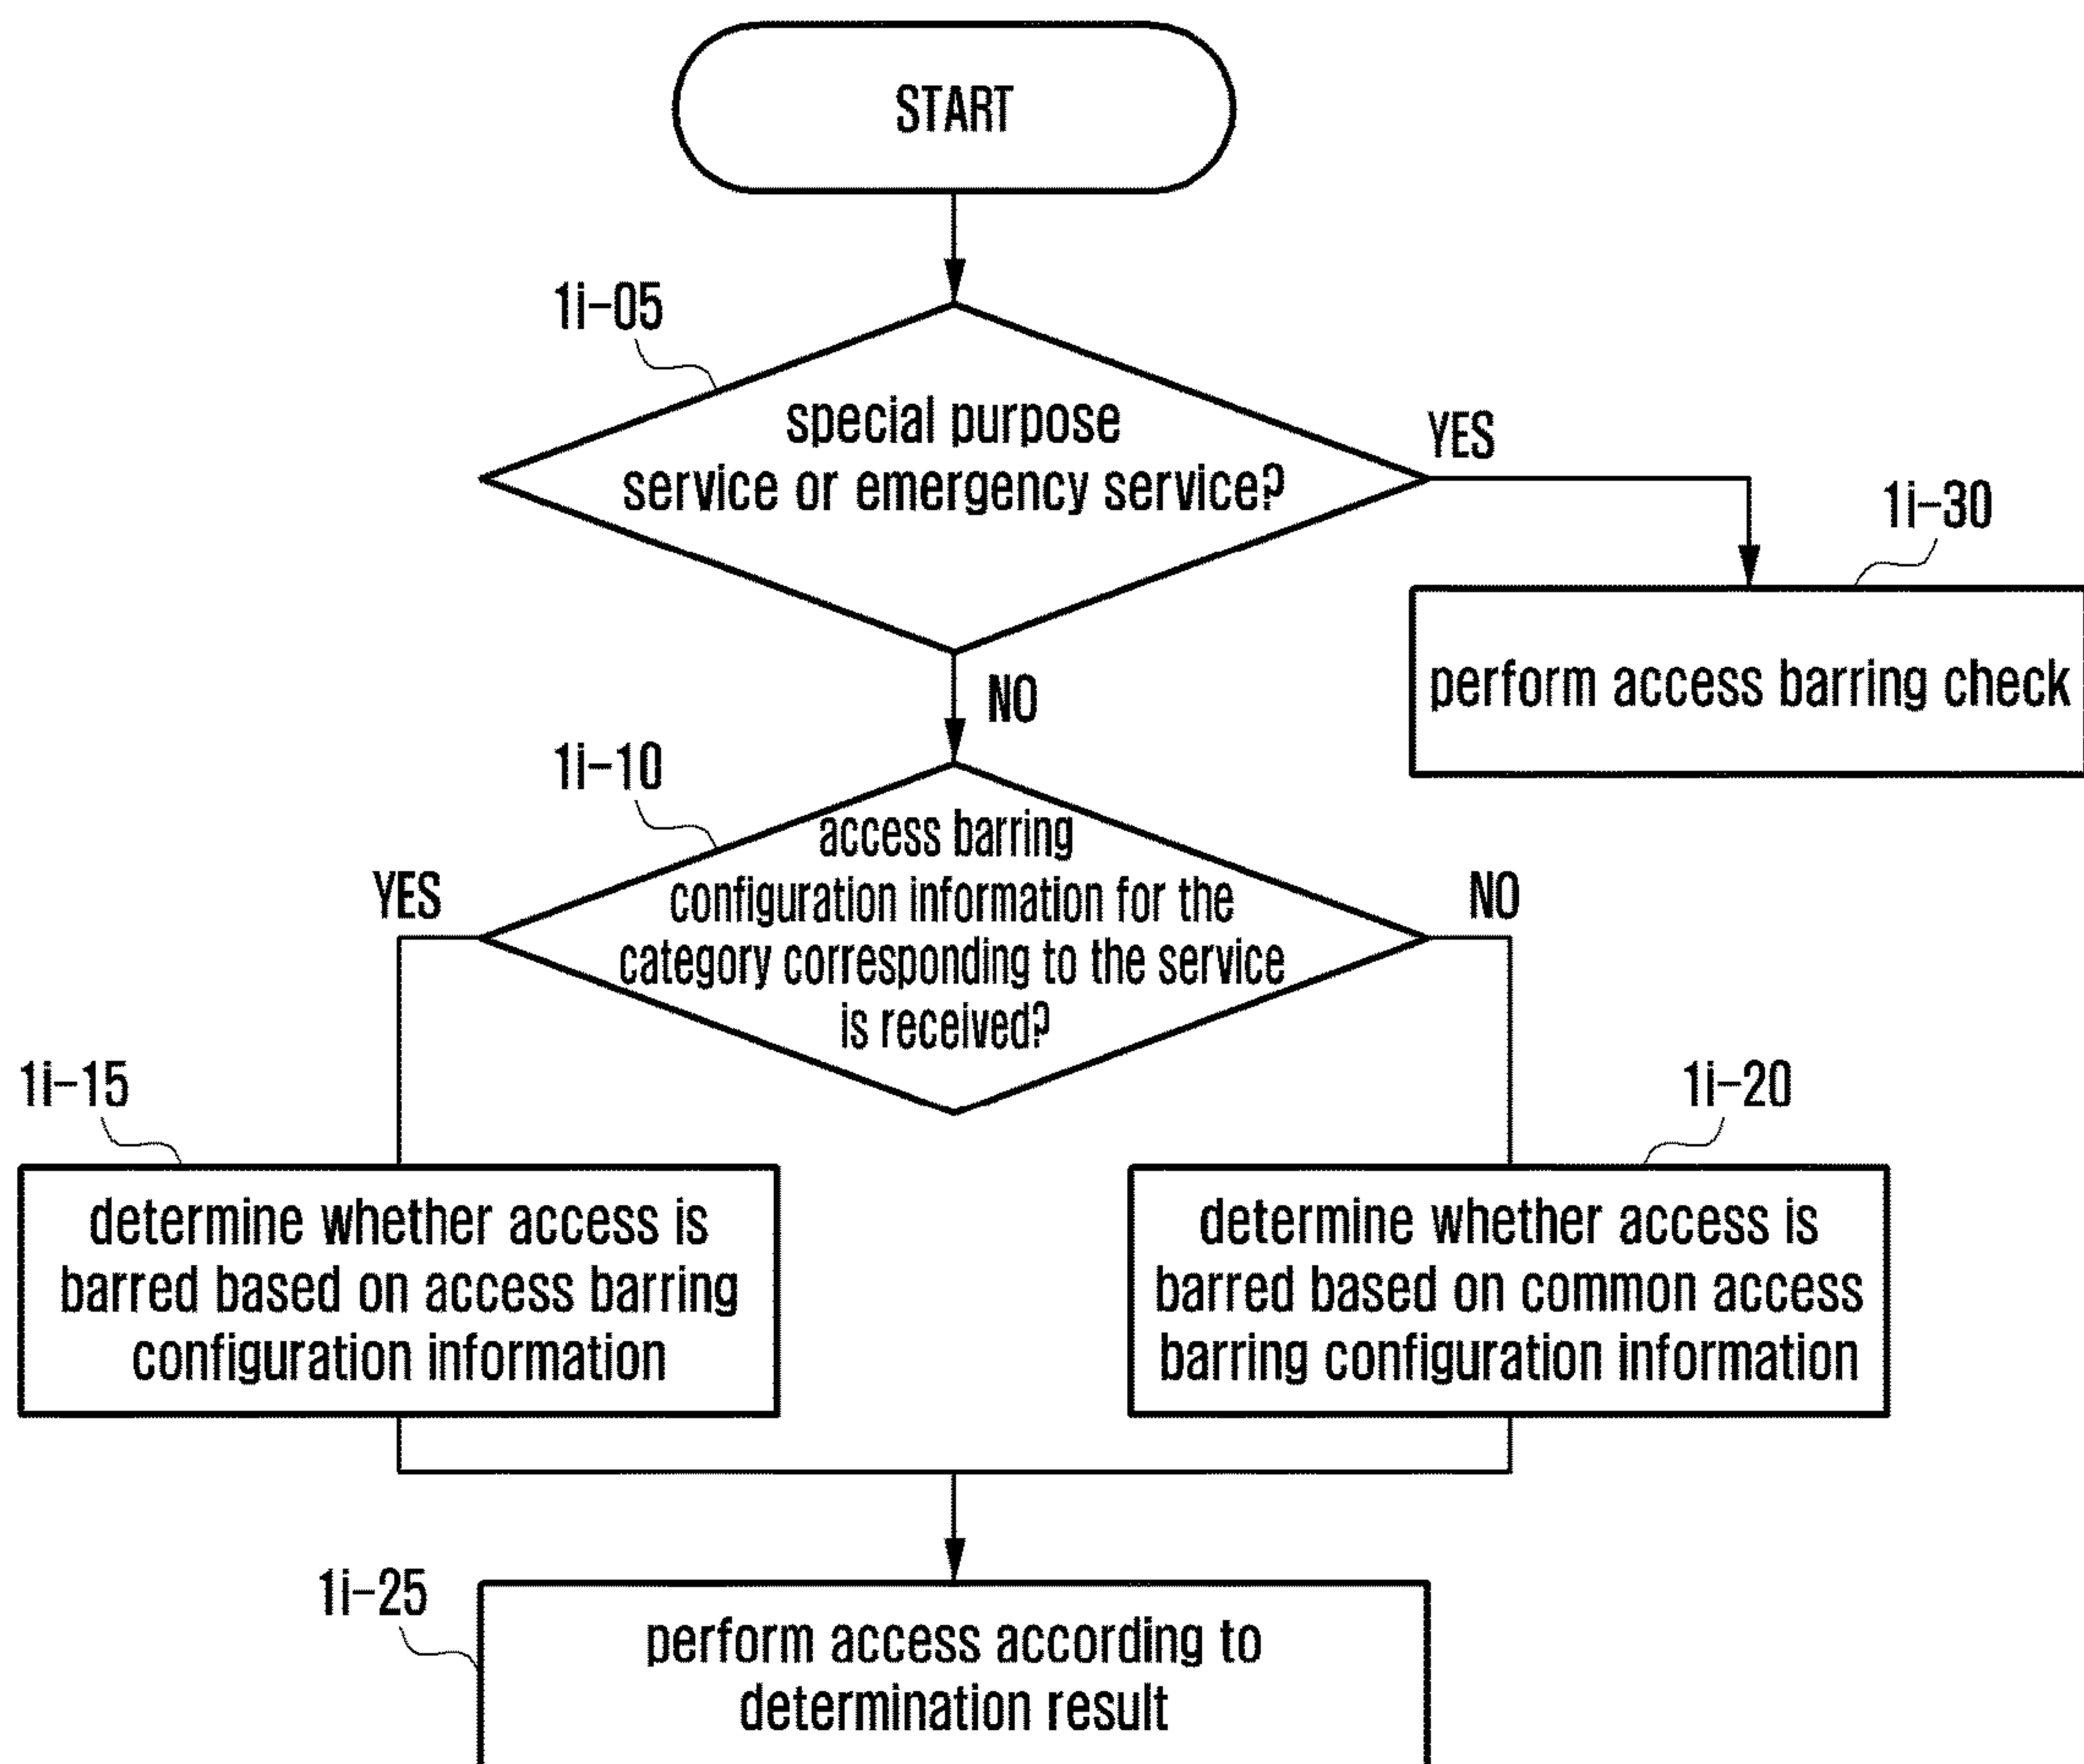 START
1i-05
special purpose
service or emergency service?
YES
1i-30
perform access barring check
NO
1i-10
access barring
configuration information for the
category corresponding to the service
is received?
YES
NO
1i-15
determine whether access is
barred based on access barring
configuration information
1i-20
determine whether access is
barred based on common access
barring configuration information
1i-25
perform access according to
determination result